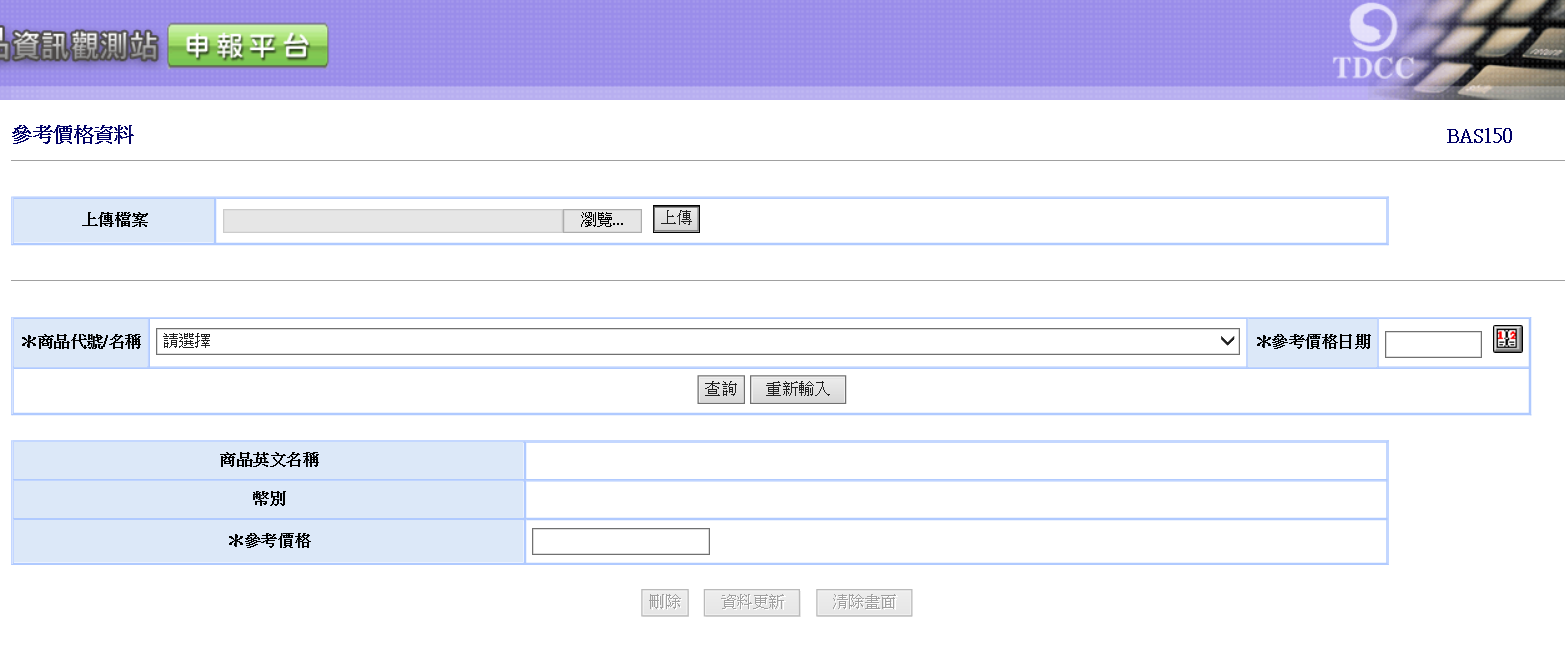 資訊觀測站 申報平台
TDCC
參考價格資料 BAS150
上傳檔案 瀏覽... 上傳
＊商品代號/名稱 請選擇 ＊參考價格日期
查詢 重新輸入
商品英文名稱
幣別
＊參考價格
刪除 資料更新 清除畫面